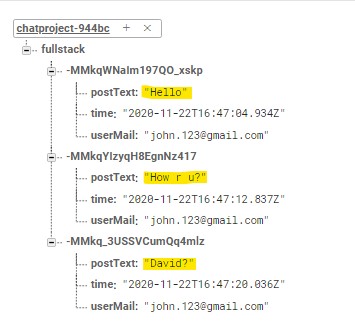 chatproject-944bc + ×
fullstack
-MMkqWNaIm197QO_xskp
postText: "Hello"
time: "2020-11-22T16:47:04.934Z"
userMail: "john.123@gmail.com"
-MMkqYIzyqH8EgnNz417
postText: "How r u?"
time: "2020-11-22T16:47:12.837Z"
userMail: "john.123@gmail.com"
-MMkq_3USSVCumQq4mlz
postText: "David?"
time: "2020-11-22T16:47:20.036Z"
userMail: "john.123@gmail.com"